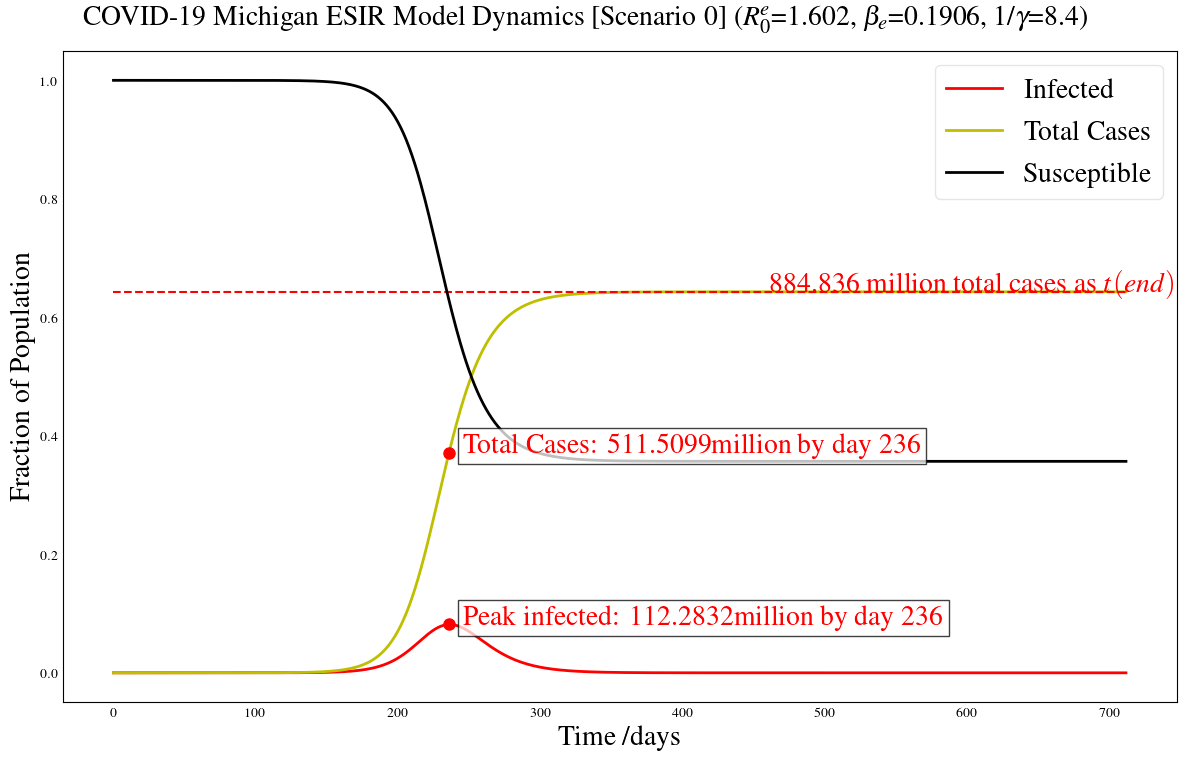 COVID-19 Michigan ESIR Model Dynamics [Scenario 0] ($R_0^e$=1.602, $\beta_e$=0.1906, 1/$\gamma$=8.4)
Infected
Total Cases
Susceptible
1.0
0.8
0.6
0.4
0.2
0.0
Fraction of Population
884.836 million total cases as t(end)
Total Cases: 511.5099million by day 236
Peak infected: 112.2832million by day 236
0 100 200 300 400 500 600 700
Time /days